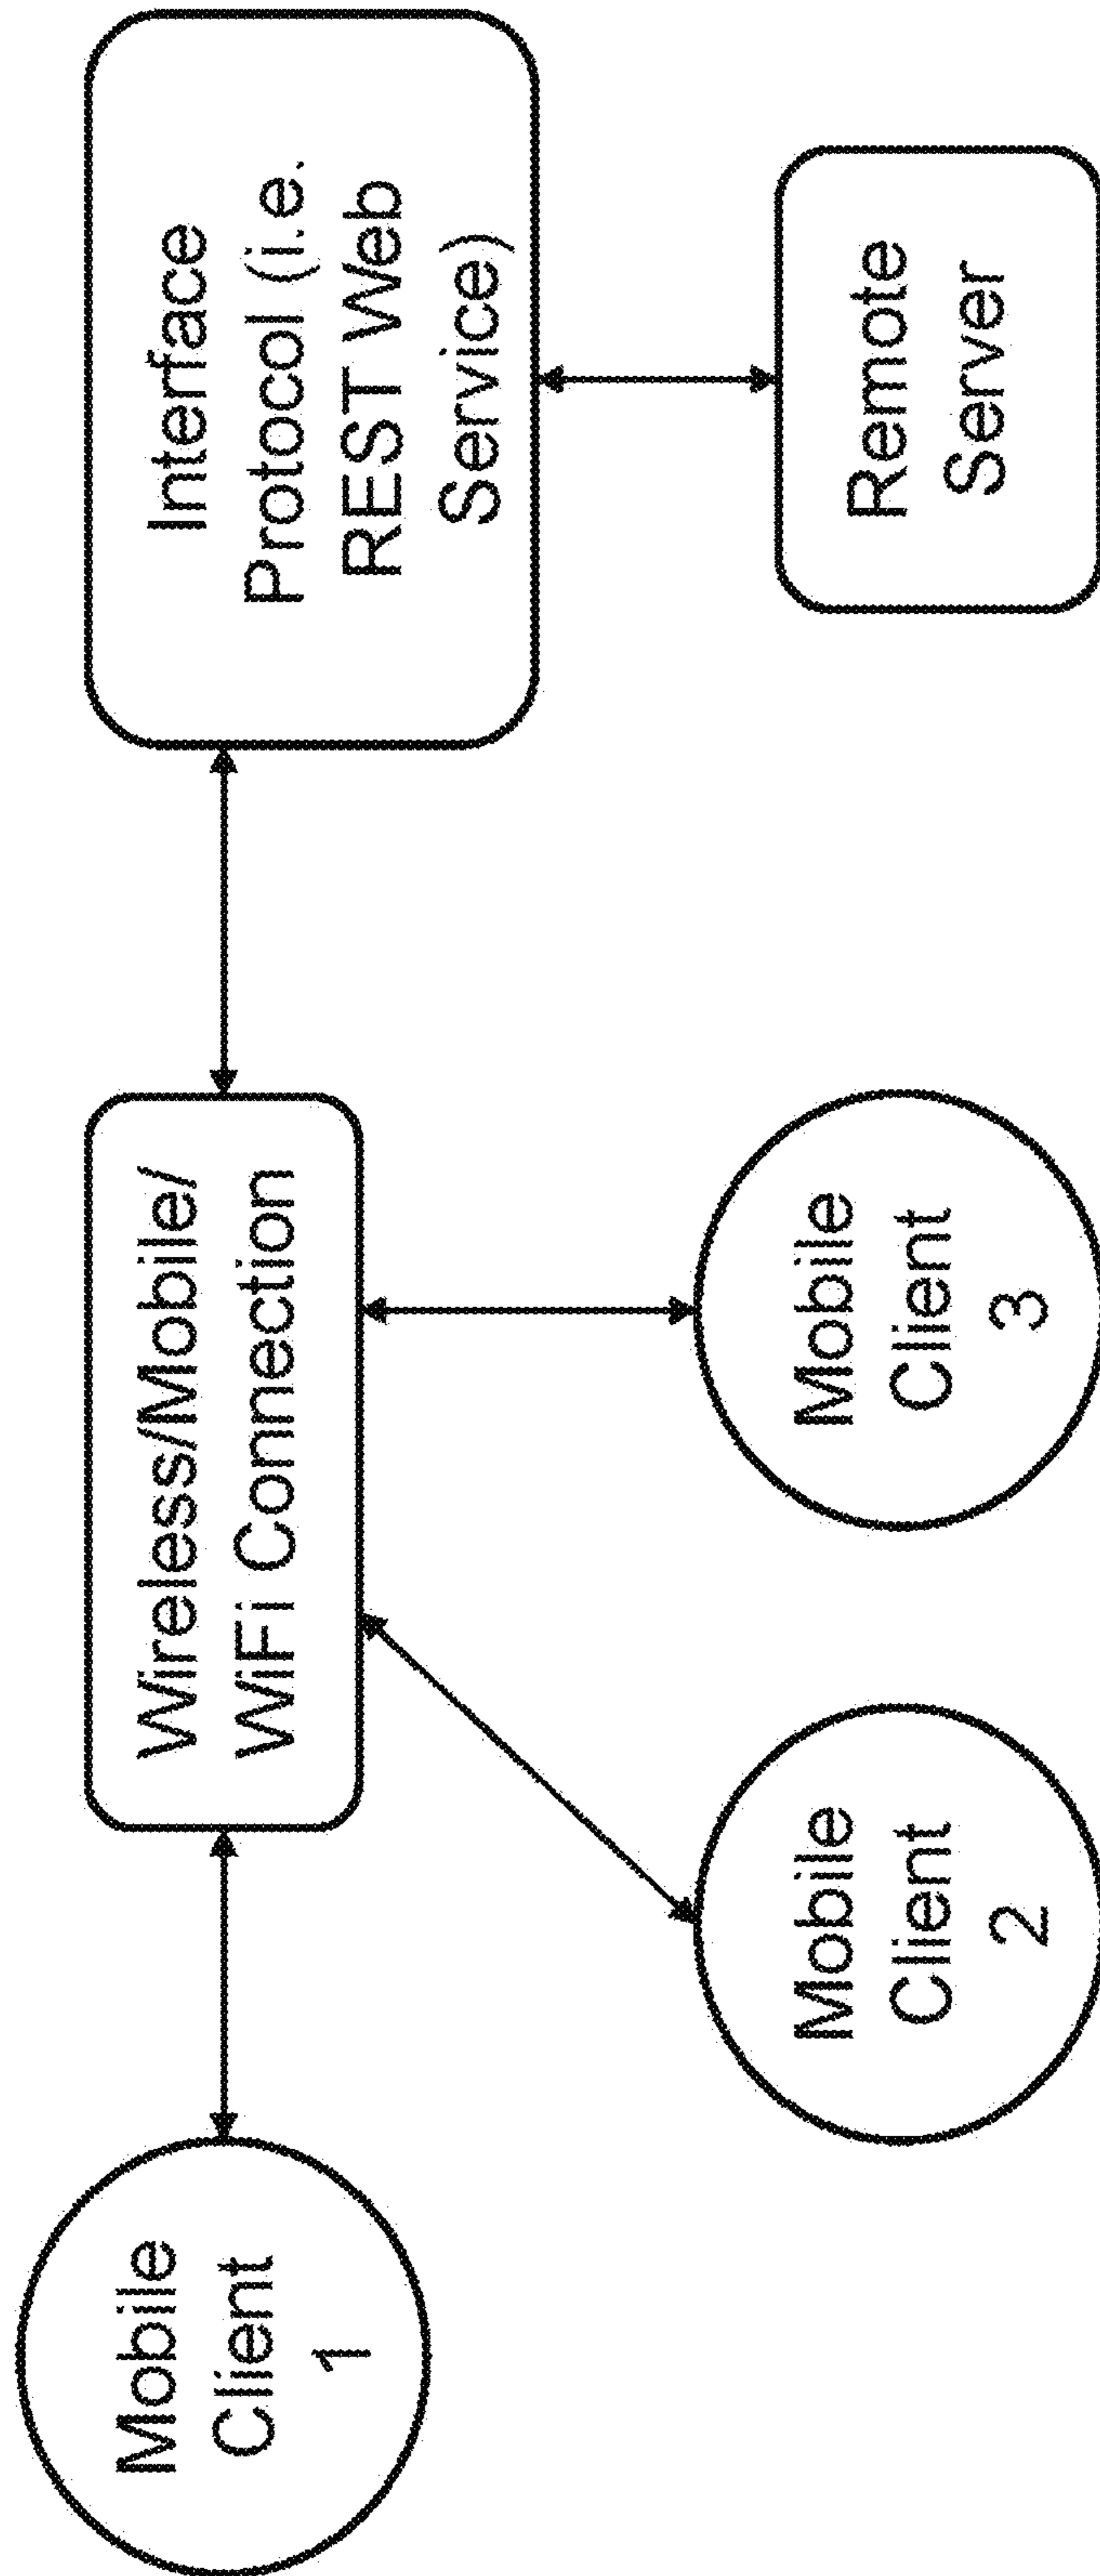 Mobile
Client
1
Wireless/Mobile/
WiFi Connection
Interface
Protocol (i.e.
REST Web
Service)
Mobile
Client
2
Mobile
Client
3
Remote
Server